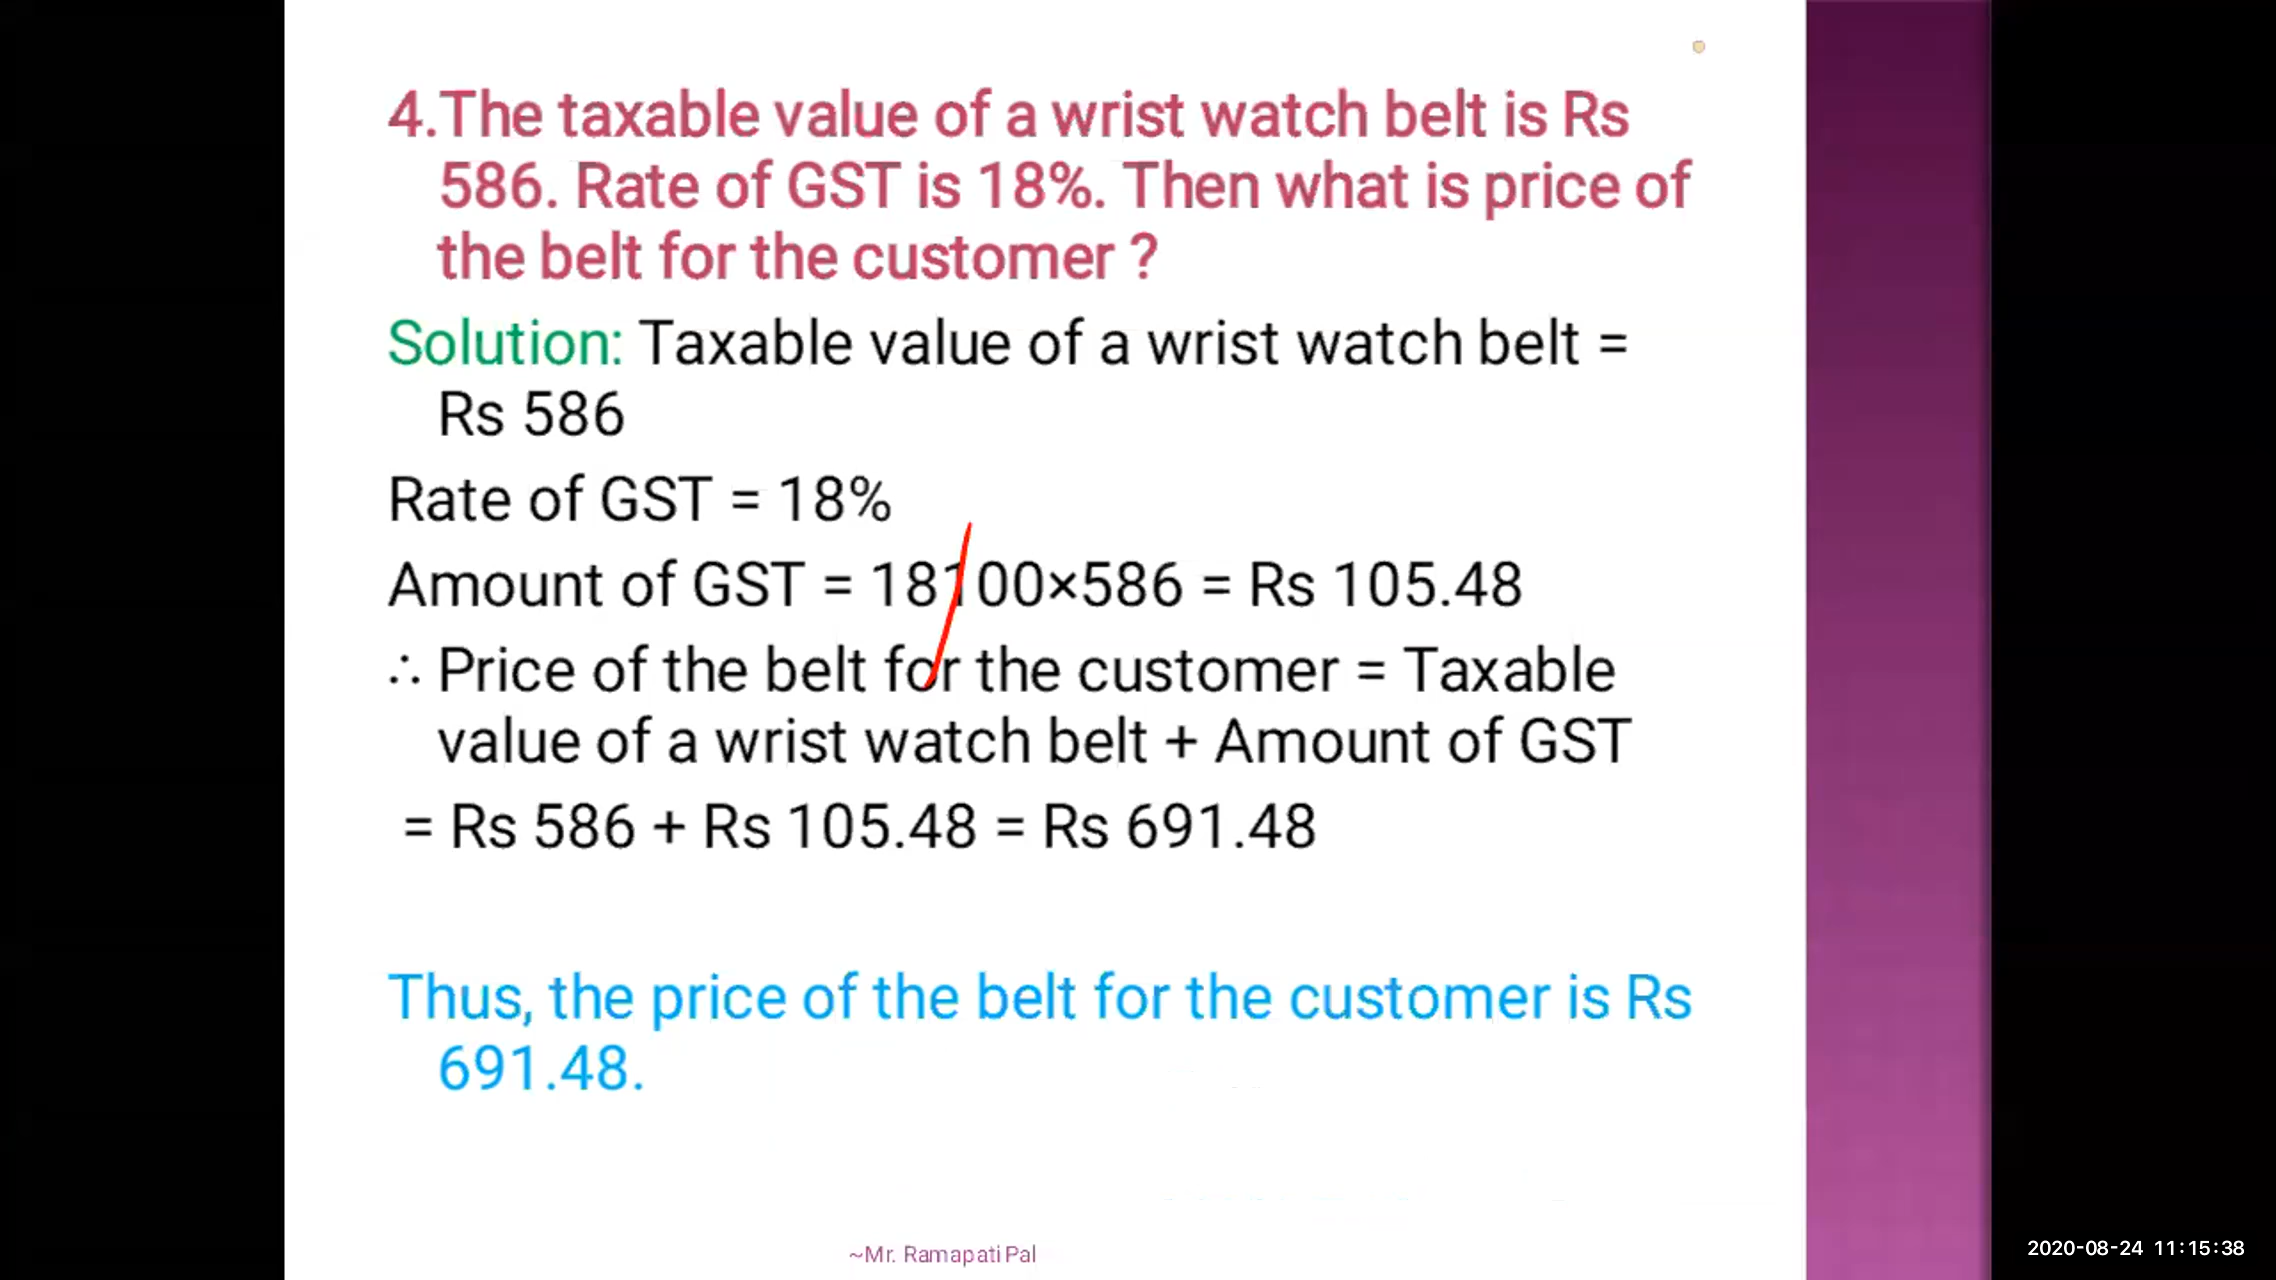 4.The taxable value of a wrist watch belt is Rs
586. Rate of GST is 18%. Then what is price of
the belt for the customer ?
Solution: Taxable value of a wrist watch belt =
Rs 586
Rate of GST = 18%
Amount of GST = 18100×586 = Rs 105.48
∴ Price of the belt for the customer = Taxable
value of a wrist watch belt + Amount of GST
= Rs 586 + Rs 105.48 = Rs 691.48
Thus, the price of the belt for the customer is Rs
691.48.
~Mr. Ramapati Pal
2020-08-24 11:15:38